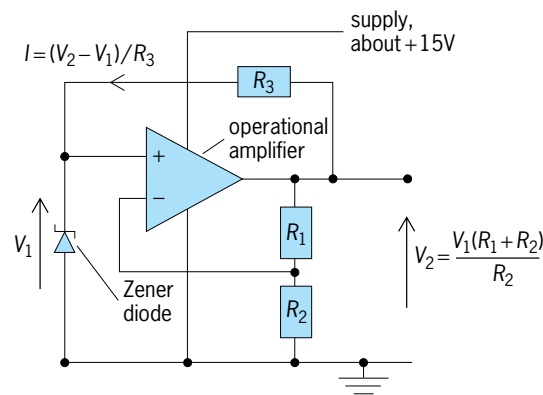 supply,
about +15V
I = (V₂ – V₁)/R₃
R₃
operational
amplifier
+
–
V₁
Zener
diode
R₁
R₂
V₂ = V₁(R₁ + R₂)
R₂